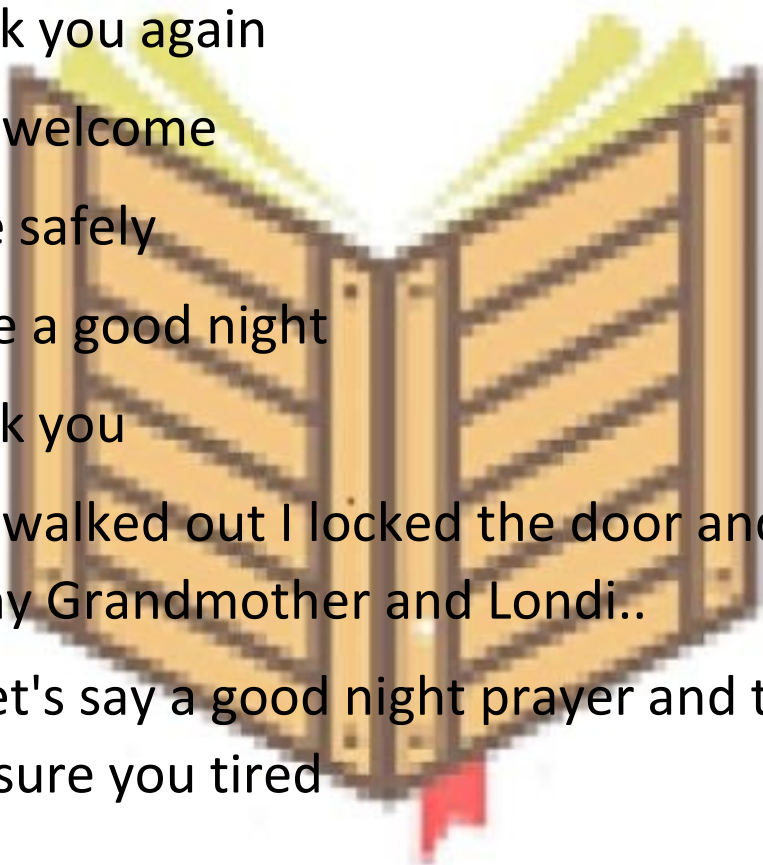 k you again
welcome
e safely
e a good night
k you
walked out I locked the door and
y Grandmother and Londi..
et's say a good night prayer and t
sure you tired